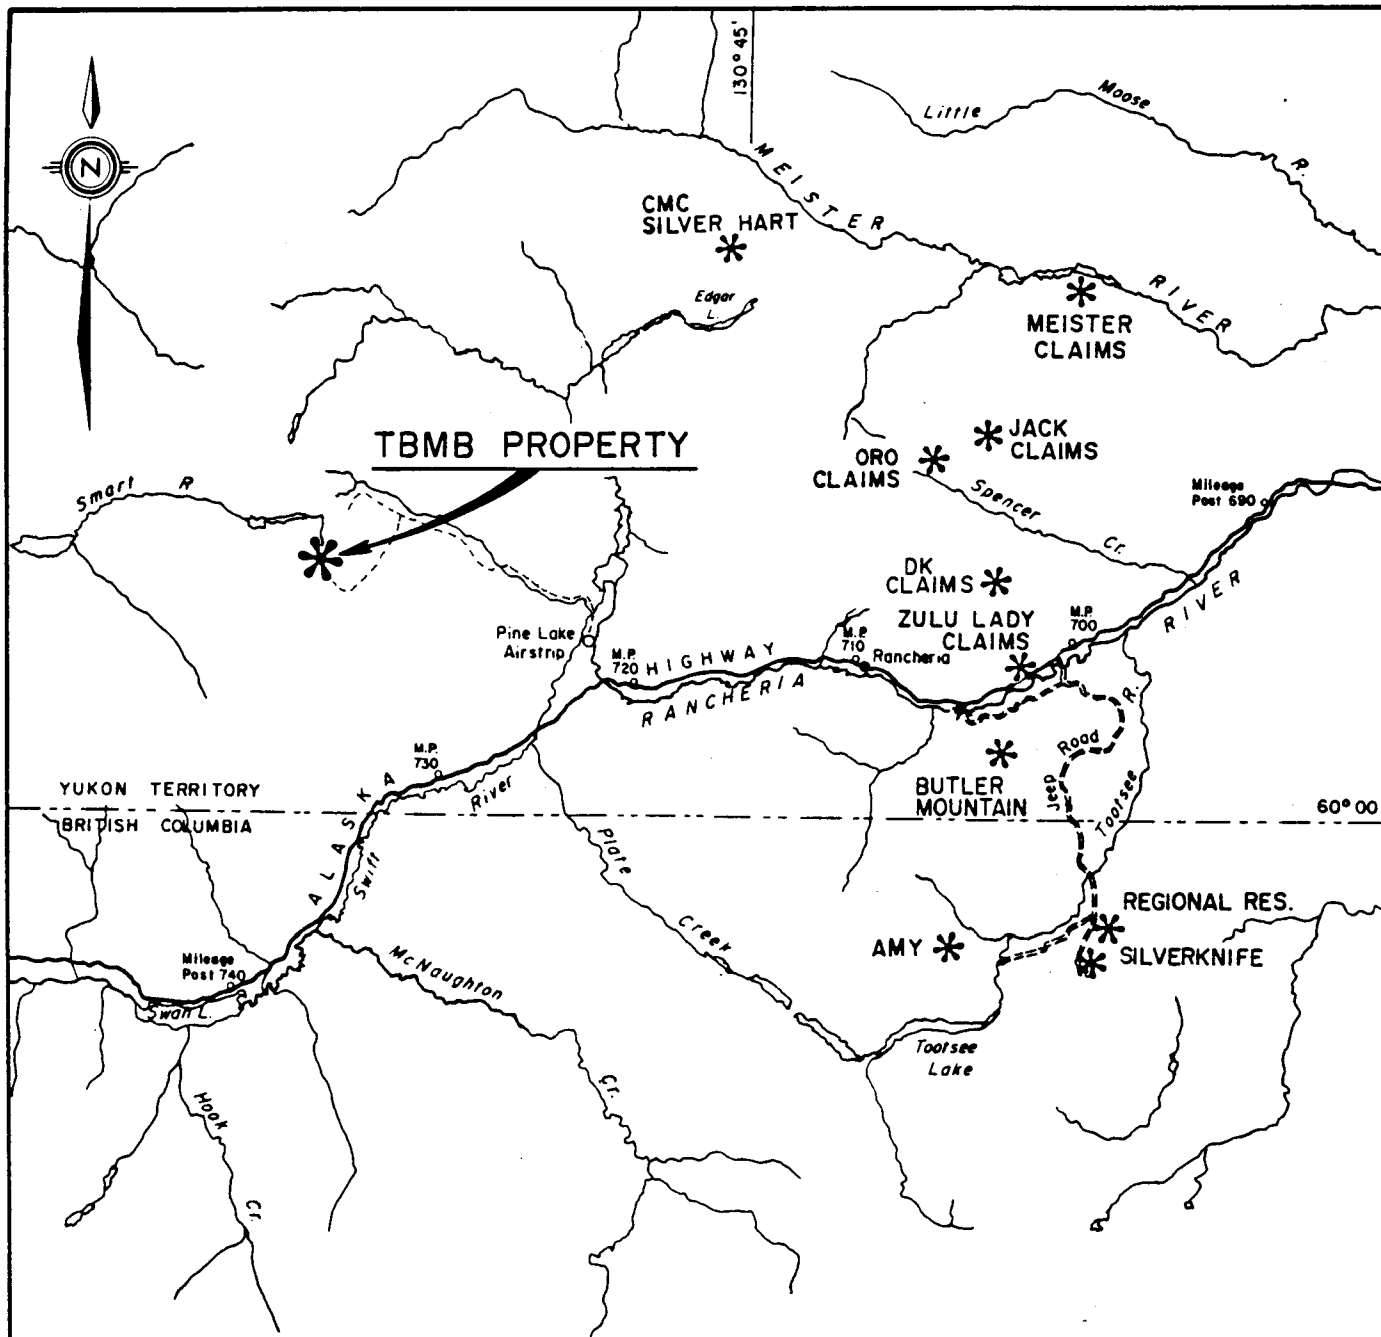 130° 45'
Little Moose R.
N
MEISTER RIVER
CMC
SILVER HART
Edgar
L.
MEISTER
CLAIMS
TBMB PROPERTY
JACK
CLAIMS
ORO
CLAIMS
Smart R
Spencer Cr.
Mileage
Post 690
DK
CLAIMS
ZULU LADY
CLAIMS
M.P.
700
RIVER
Pine Lake
Airstrip
M.P.
720
HIGHWAY
M.P.
710
Rancheria
RANCHERIA
Jeep Road
Tootsee R.
M.P.
730
River
BUTLER
MOUNTAIN
YUKON TERRITORY
BRITISH COLUMBIA
60° 00
ALASKA
Swift
Plate Creek
REGIONAL RES.
AMY
SILVERKNIFE
Mileage
Post 740
McNaughton Cr.
Swan L.
Tootsee
Lake
Hook Cr.